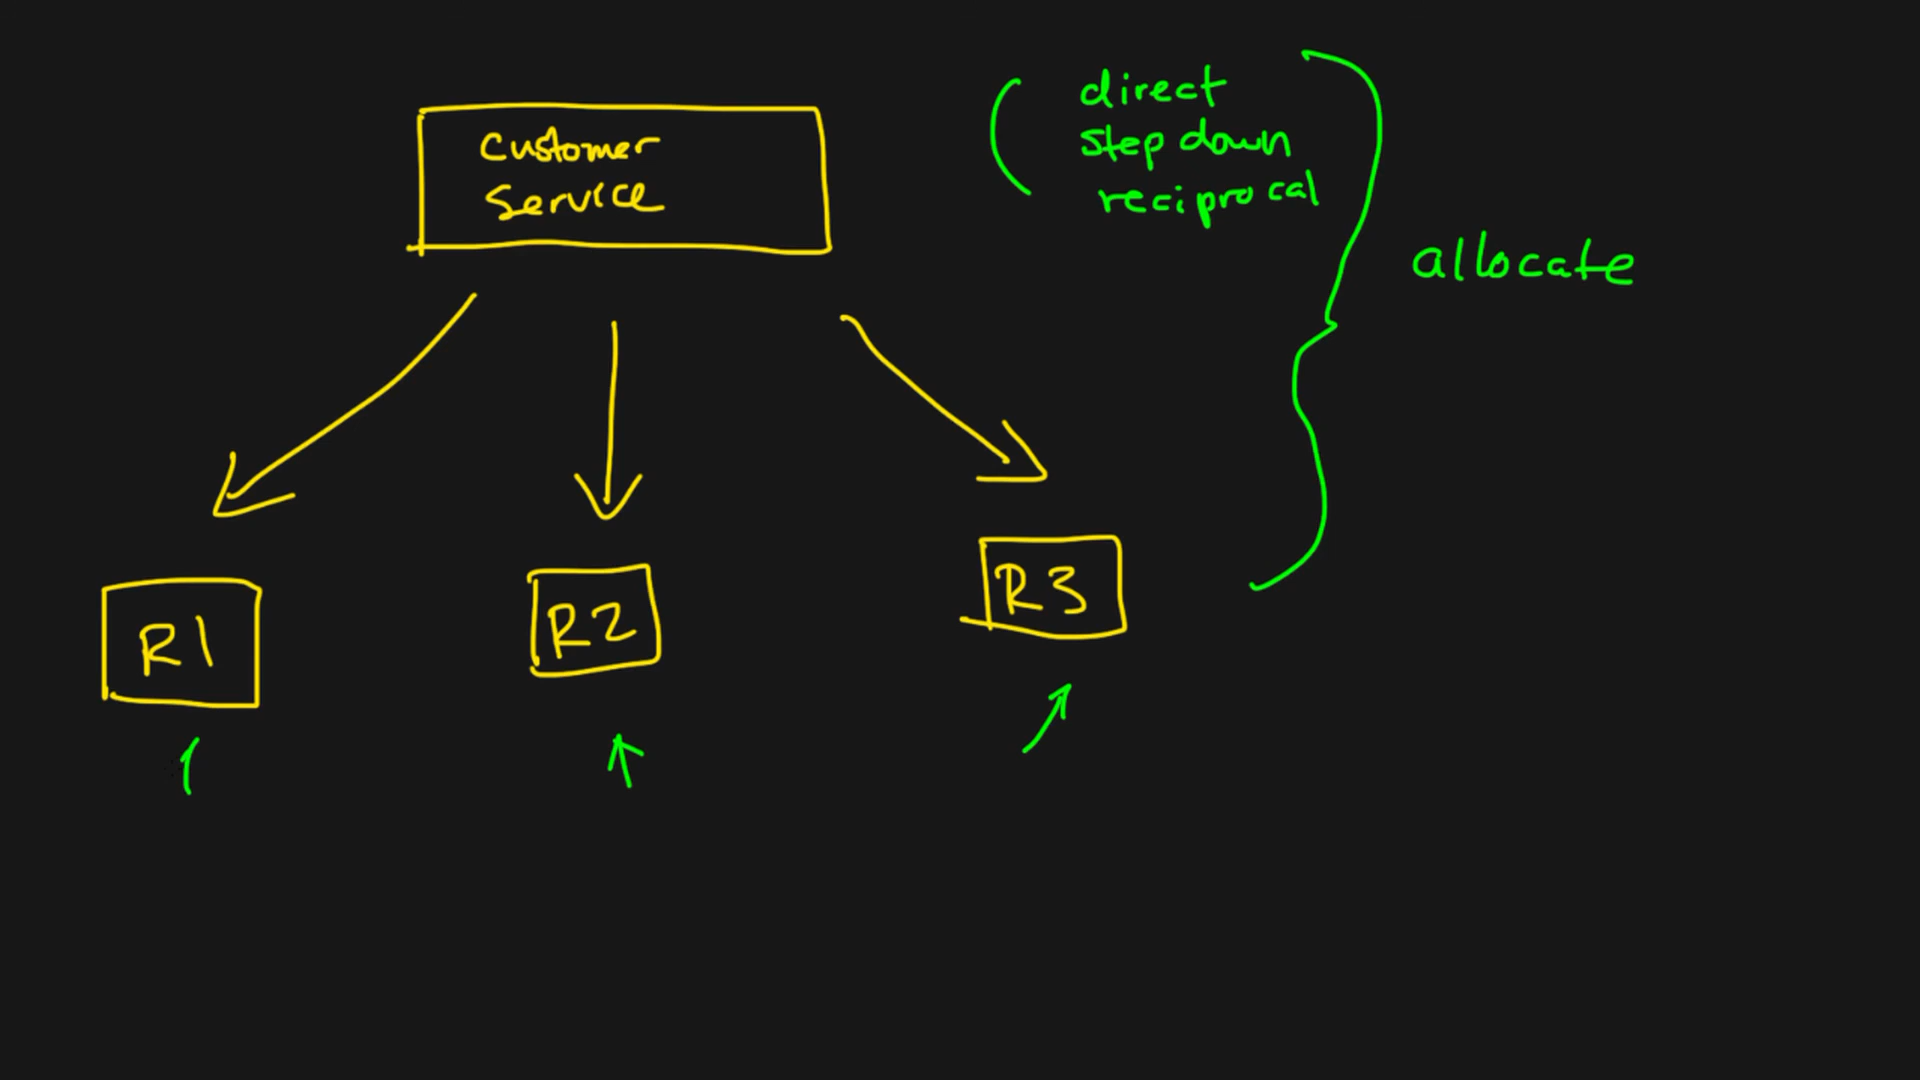 customer
service
direct
step down
reciprocal
allocate
R1
R2
R3